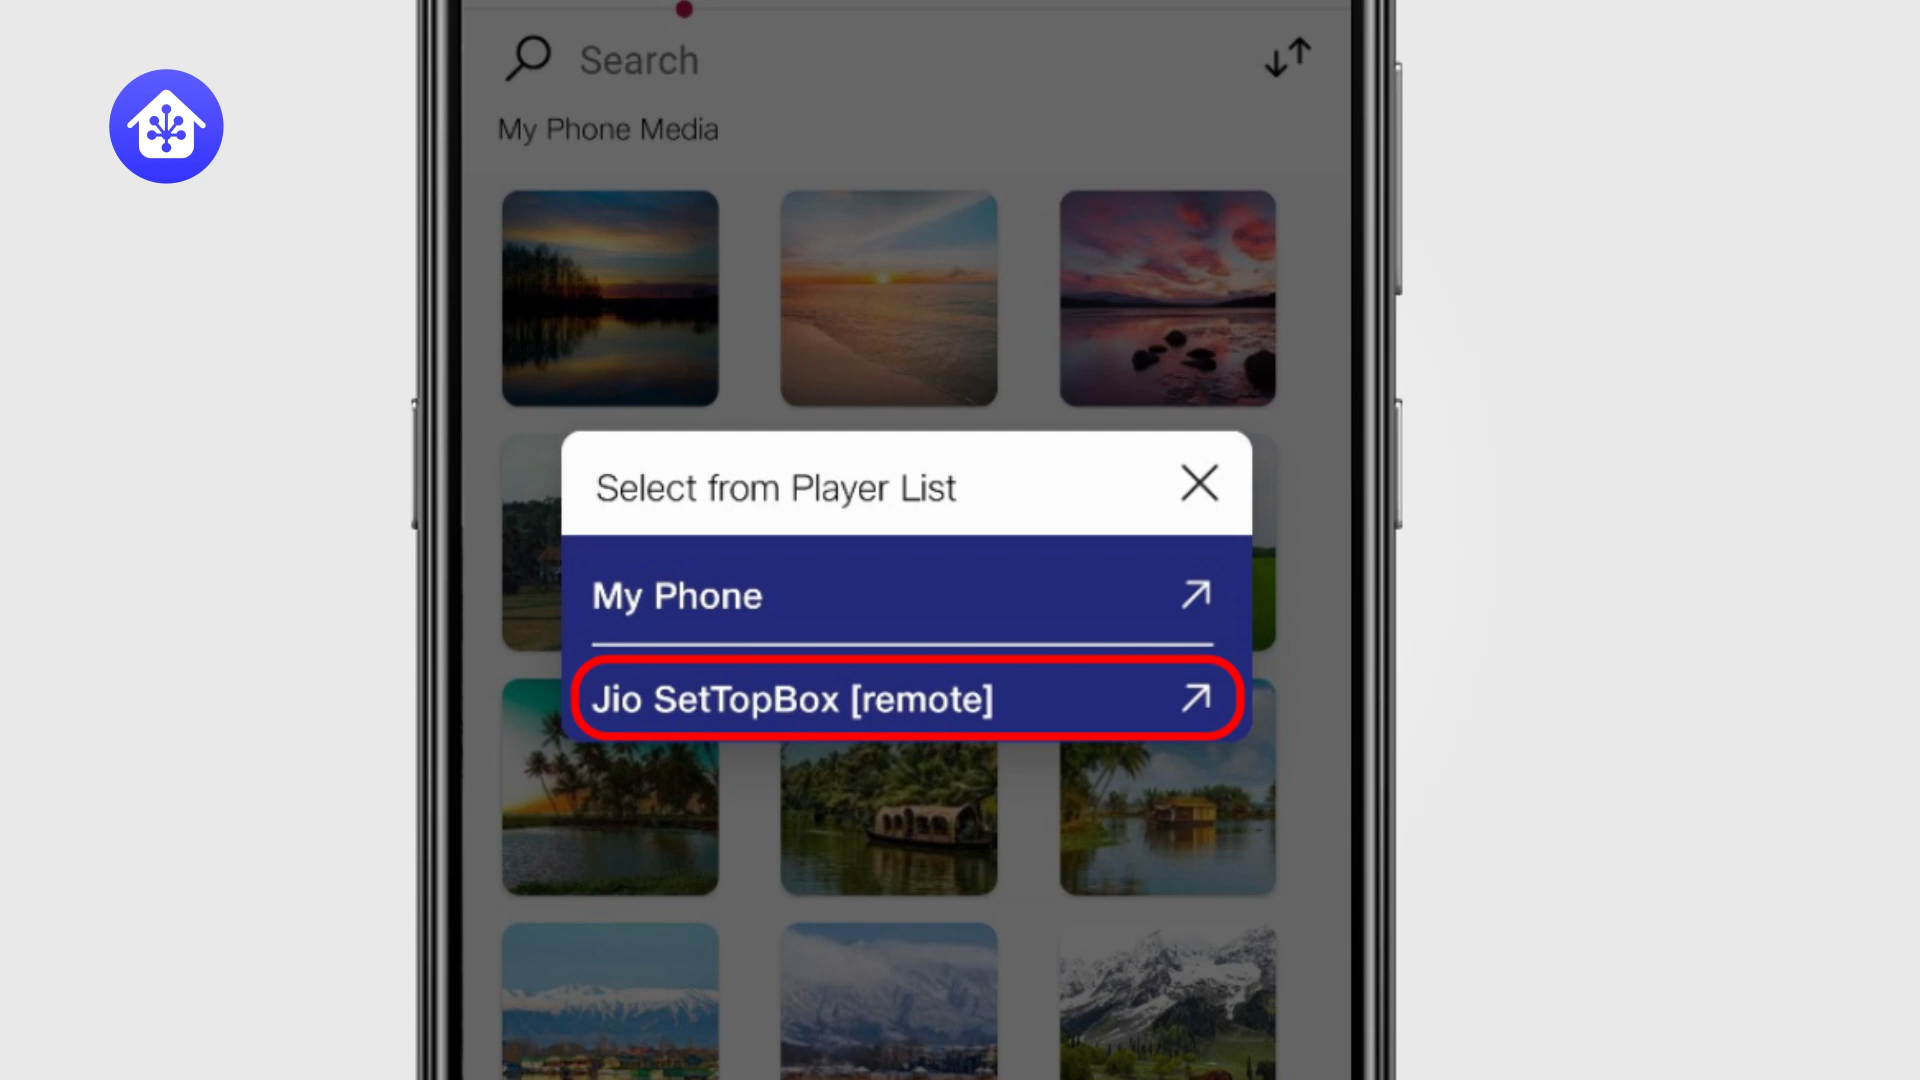 Search
My Phone Media
Select from Player List
My Phone
Jio SetTopBox [remote]